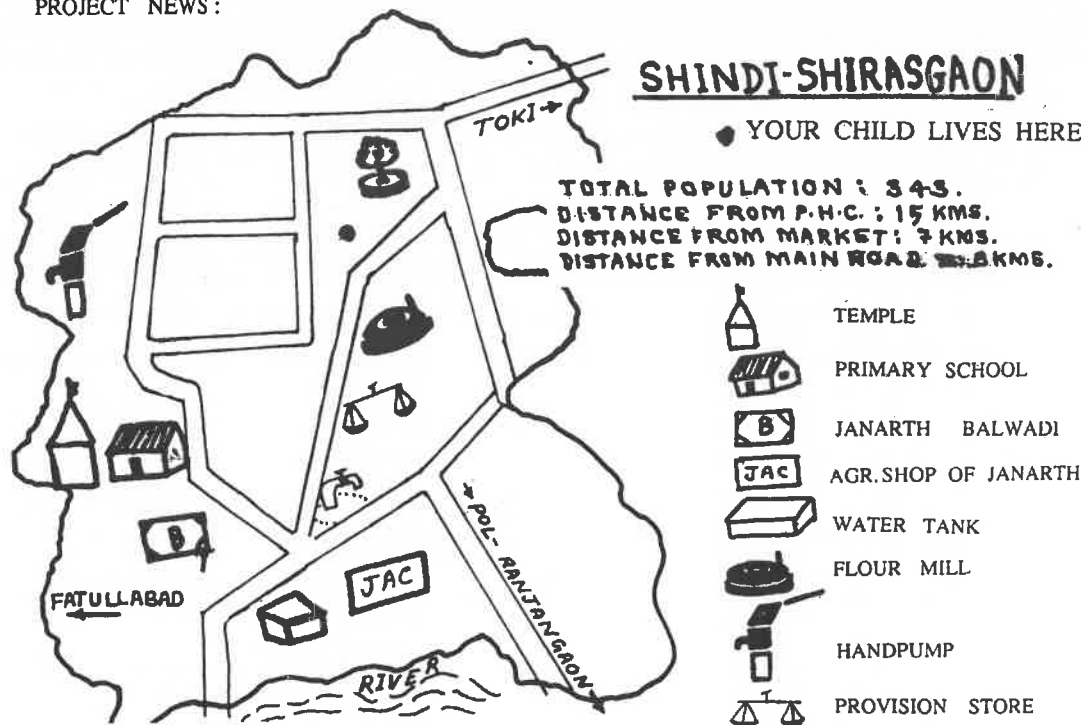 PROJECT NEWS:
SHINDI-SHIRASGAON
TOKI
YOUR CHILD LIVES HERE
TOTAL POPULATION : 343.
DISTANCE FROM P.H.C. : 15 KMS.
DISTANCE FROM MARKET: 7 KMS.
DISTANCE FROM MAIN ROAD 8 KMS.
TEMPLE
PRIMARY SCHOOL
B
JANARTH BALWADI
JAC
AGR.SHOP OF JANARTH
WATER TANK
FLOUR MILL
HANDPUMP
PROVISION STORE
B
FATULLABAD
JAC
POL-RANJANGAON
RIVER